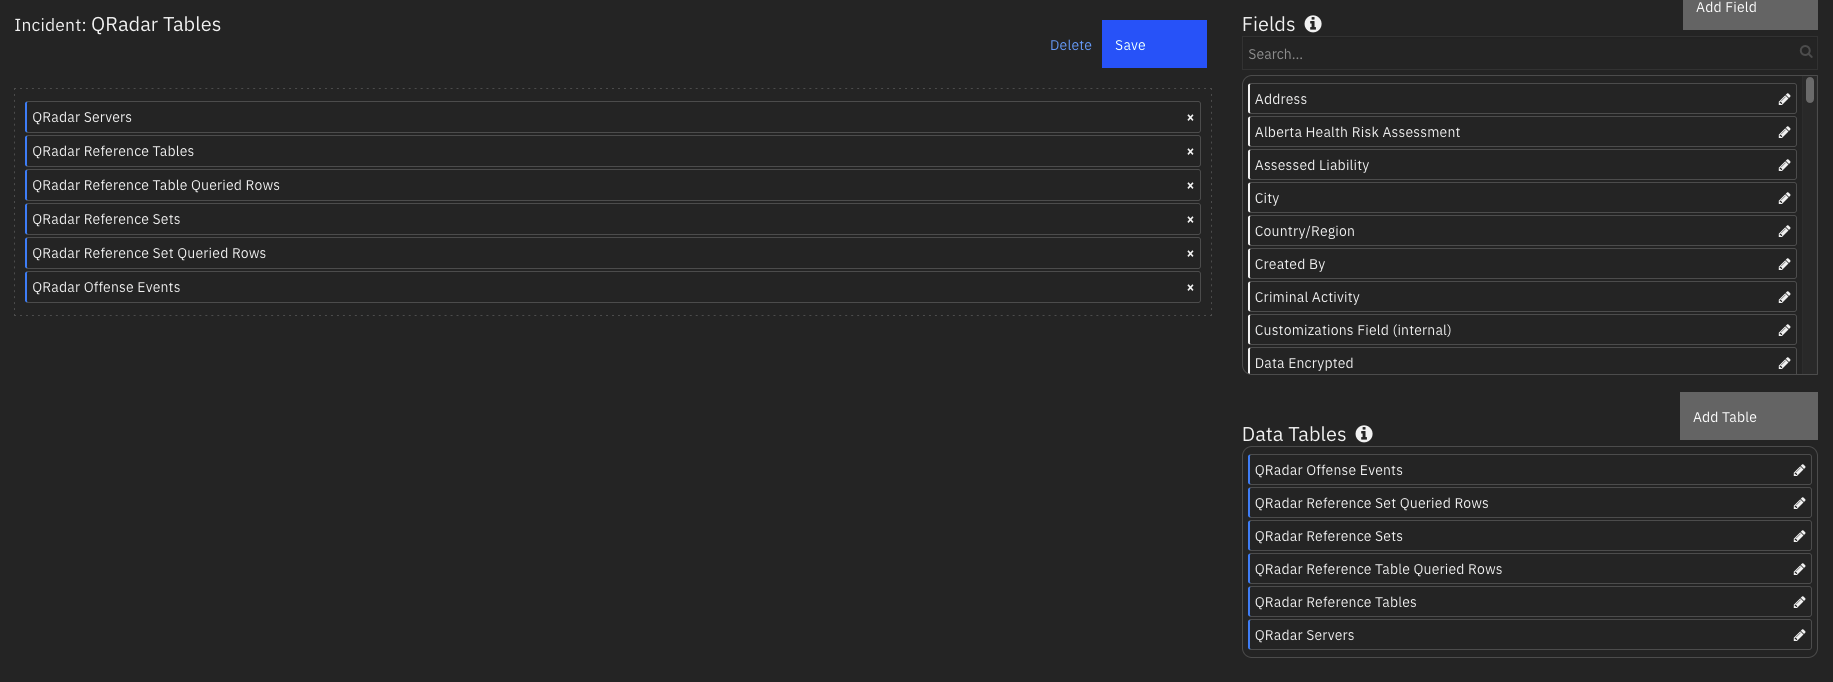 Incident: QRadar Tables
Delete
Save
QRadar Servers
QRadar Reference Tables
QRadar Reference Table Queried Rows
QRadar Reference Sets
QRadar Reference Set Queried Rows
QRadar Offense Events
Add Field
Fields
Search...
Address
Alberta Health Risk Assessment
Assessed Liability
City
Country/Region
Created By
Criminal Activity
Customizations Field (internal)
Data Encrypted
Add Table
Data Tables
QRadar Offense Events
QRadar Reference Set Queried Rows
QRadar Reference Sets
QRadar Reference Table Queried Rows
QRadar Reference Tables
QRadar Servers